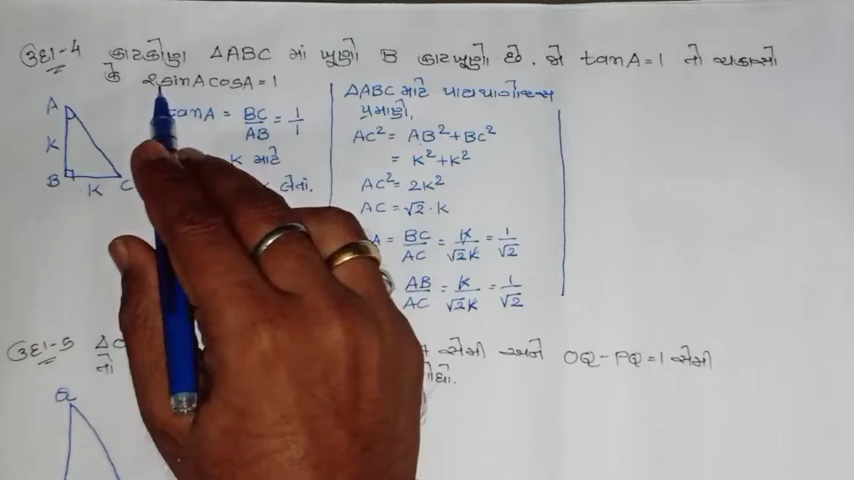 ઉદા-4 કાટકોણ △ABC માં ખૂણો B કાટખૂણો છે. જો tanA=1 તો ચકાસો
કે 2sinAcosA=1
A
K
B
K
C
tanA = BC/AB = 1/1
K માટે
K લેતાં.
△ABC માટે પાયથાગોરસ
પ્રમાણે,
AC² = AB²+BC²
= K²+K²
AC² = 2K²
AC = √2·K
A = BC/AC = K/√2K = 1/√2
AB/AC = K/√2K = 1/√2
ઉદા-5 △O સેમી અને OQ-PQ=1 સેમી
તો
Q